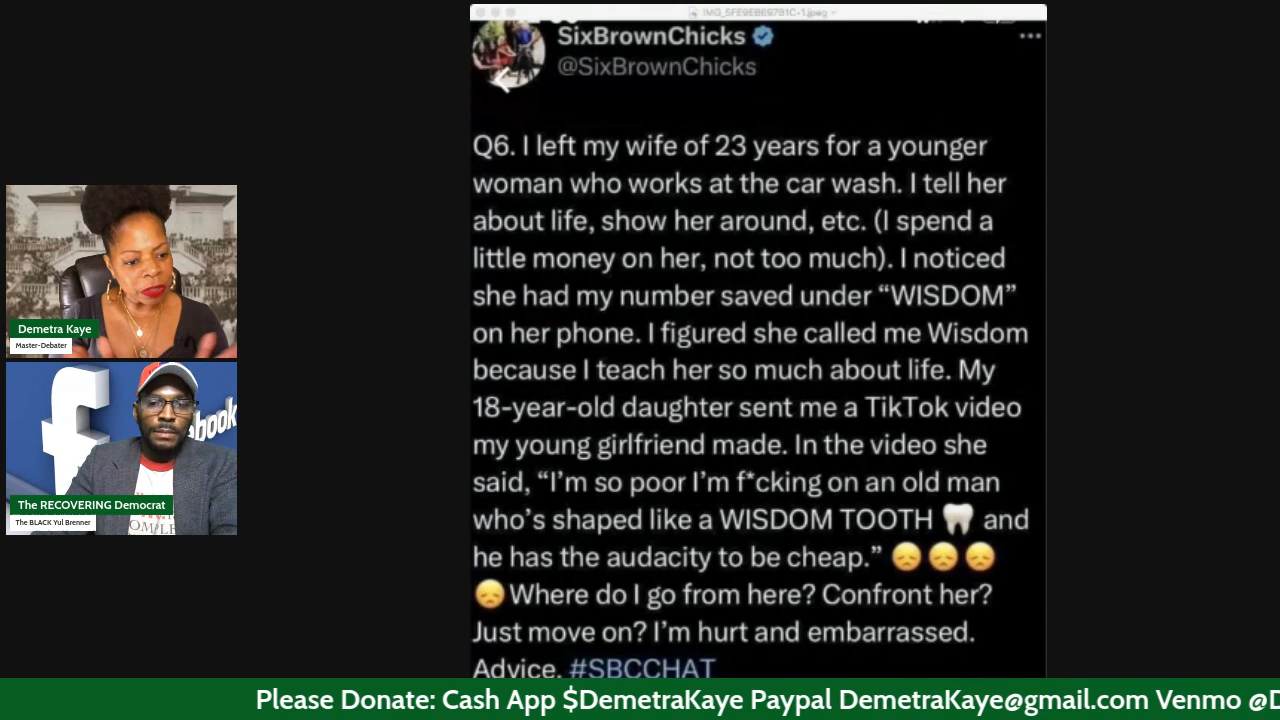 IMG_5FE9EB69791C-1.jpeg
SixBrownChicks
@SixBrownChicks
Q6. I left my wife of 23 years for a younger
woman who works at the car wash. I tell her
about life, show her around, etc. (I spend a
little money on her, not too much). I noticed
she had my number saved under “WISDOM”
on her phone. I figured she called me Wisdom
because I teach her so much about life. My
18-year-old daughter sent me a TikTok video
my young girlfriend made. In the video she
said, “I’m so poor I’m f*cking on an old man
who’s shaped like a WISDOM TOOTH 🦷 and
he has the audacity to be cheap.” 😞 😞 😞
😞 Where do I go from here? Confront her?
Just move on? I’m hurt and embarrassed.
Advice. #SBCCHAT
Demetra Kaye
Master-Debater
f
ebook
The RECOVERING Democrat
The BLACK Yul Brenner
Please Donate: Cash App $DemetraKaye Paypal DemetraKaye@gmail.com Venmo @D